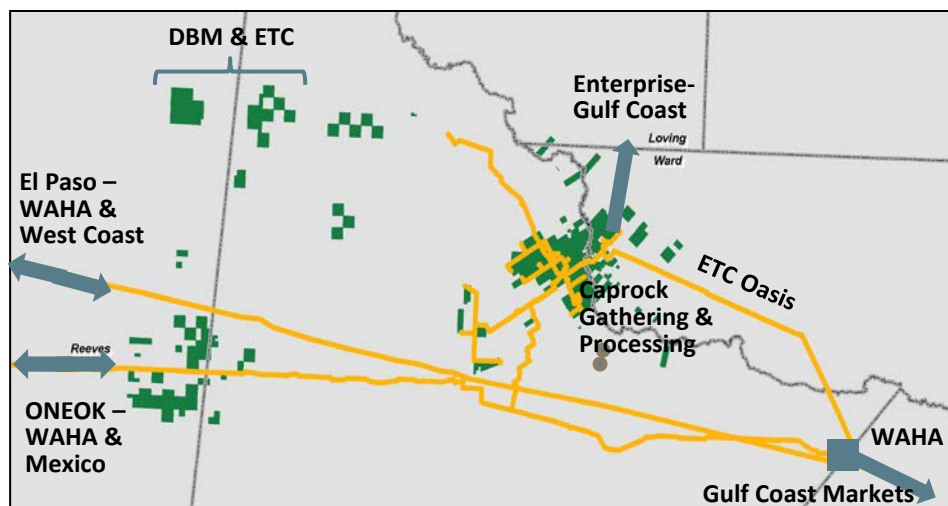 DBM & ETC
Enterprise-
Gulf Coast
Loving
Ward
El Paso –
WAHA &
West Coast
ETC Oasis
Caprock
Gathering &
Processing
Reeves
ONEOK –
WAHA &
Mexico
WAHA
Gulf Coast Markets